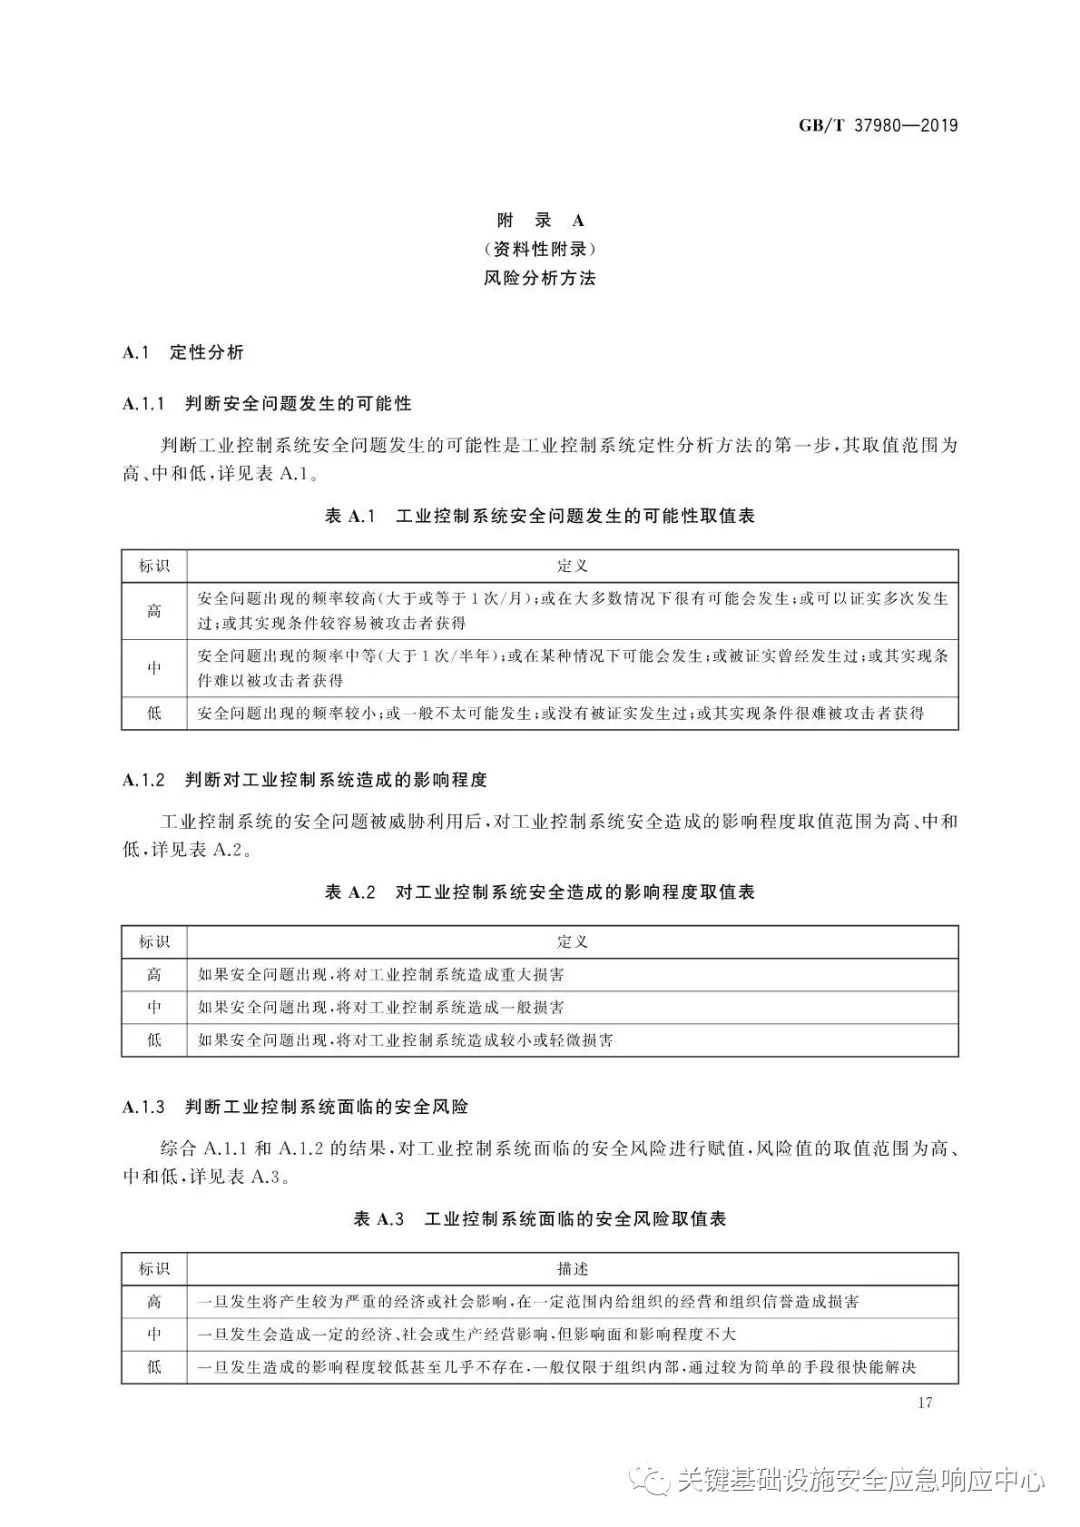 GB/T 37980—2019
附 录 A
(资料性附录)
风险分析方法
A.1 定性分析
A.1.1 判断安全问题发生的可能性
判断工业控制系统安全问题发生的可能性是工业控制系统定性分析方法的第一步,其取值范围为
高、中和低,详见表 A.1。
表 A.1 工业控制系统安全问题发生的可能性取值表
标识 定义
高 安全问题出现的频率较高(大于或等于 1 次/月);或在大多数情况下很有可能会发生;或可以证实多次发生
过;或其实现条件较容易被攻击者获得
中 安全问题出现的频率中等(大于 1 次/半年);或在某种情况下可能会发生;或被证实曾经发生过;或其实现条
件难以被攻击者获得
低 安全问题出现的频率较小;或一般不太可能发生;或没有被证实发生过;或其实现条件很难被攻击者获得
A.1.2 判断对工业控制系统造成的影响程度
工业控制系统的安全问题被威胁利用后,对工业控制系统安全造成的影响程度取值范围为高、中和
低,详见表 A.2。
表 A.2 对工业控制系统安全造成的影响程度取值表
标识 定义
高 如果安全问题出现,将对工业控制系统造成重大损害
中 如果安全问题出现,将对工业控制系统造成一般损害
低 如果安全问题出现,将对工业控制系统造成较小或轻微损害
A.1.3 判断工业控制系统面临的安全风险
综合 A.1.1 和 A.1.2 的结果,对工业控制系统面临的安全风险进行赋值,风险值的取值范围为高、
中和低,详见表 A.3。
表 A.3 工业控制系统面临的安全风险取值表
标识 描述
高 一旦发生将产生较为严重的经济或社会影响,在一定范围内给组织的经营和组织信誉造成损害
中 一旦发生会造成一定的经济、社会或生产经营影响,但影响面和影响程度不大
低 一旦发生造成的影响程度较低甚至几乎不存在,一般仅限于组织内部,通过较为简单的手段很快能解决
17
关键基础设施安全应急响应中心